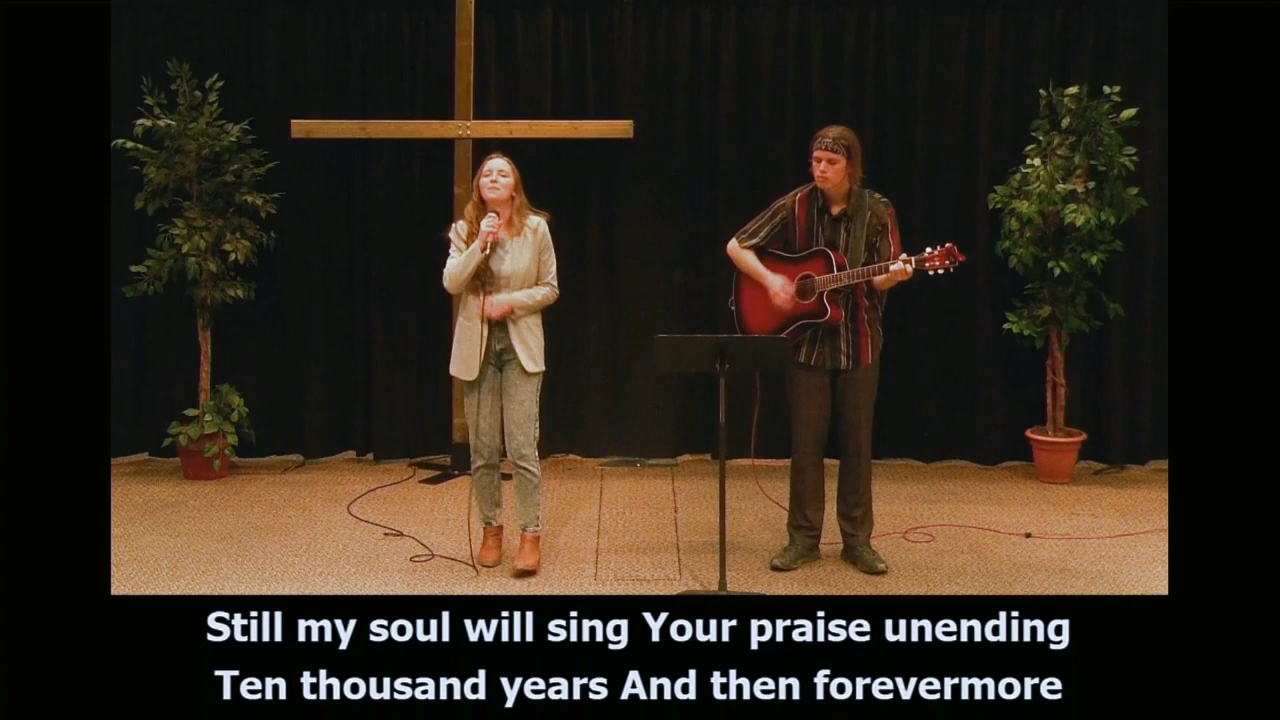 Still my soul will sing Your praise unending
Ten thousand years And then forevermore